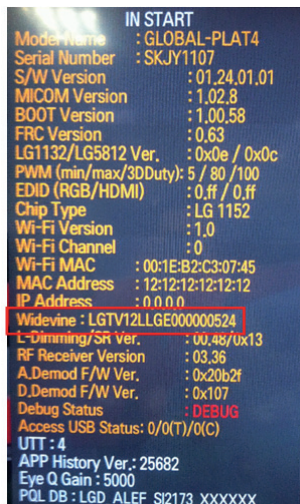 IN START
Model Name : GLOBAL-PLAT4
Serial Number : SKJY1107
S/W Version : 01.24.01.01
MICOM Version : 1.02.8
BOOT Version : 1.00.58
FRC Version : 0.63
LG1132/LG5812 Ver. : 0x0e / 0x0c
PWM (min/max/3DDuty): 5 / 80 /100
EDID (RGB/HDMI) : 0.ff / 0.ff
Chip Type : LG 1152
Wi-Fi Version : 1.0
Wi-Fi Channel : 0
Wi-Fi MAC : 00:1E:B2:C3:07:45
MAC Address : 12:12:12:12:12:12
IP Address : 0.0.0.0
Widevine : LGTV12LLGE000000524
L-Dimming/SR Ver. : 00.48/0x13
RF Receiver Version : 03.36
A.Demod F/W Ver. : 0x20b2f
D.Demod F/W Ver. : 0x107
Debug Status : DEBUG
Access USB Status: 0/0(T)/0(C)
UTT : 4
APP History Ver.: 25682
Eye Q Gain : 5000
PQL DB : LGD_ALEF_SI2173_XXXXXX